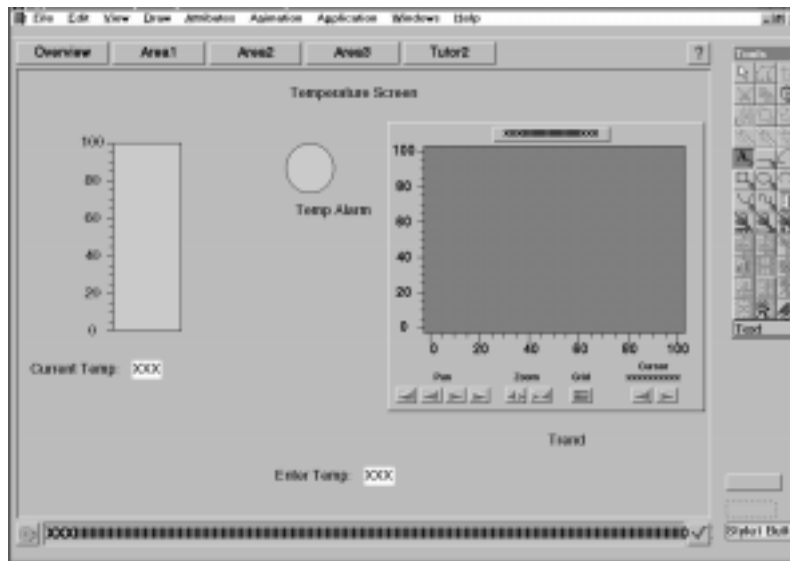 File Edit View Draw Attributes Animation Application Windows Help
Overview Area1 Area2 Area3 Tutor2 ?
Tools
Temperature Screen
100
80
60
40
20
0
Temp Alarm
100
80
60
40
20
0
0 20 40 60 80 100
Pan Zoom Grid Cursor
Current Temp: XXX
Trend
Enter Temp: XXX
Text